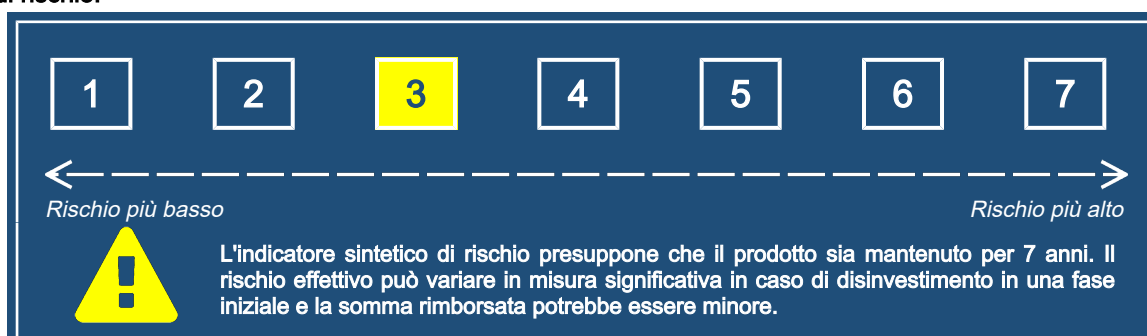 di rischio:
1 2 3 4 5 6 7
Rischio più basso Rischio più alto
L'indicatore sintetico di rischio presuppone che il prodotto sia mantenuto per 7 anni. Il
rischio effettivo può variare in misura significativa in caso di disinvestimento in una fase
iniziale e la somma rimborsata potrebbe essere minore.